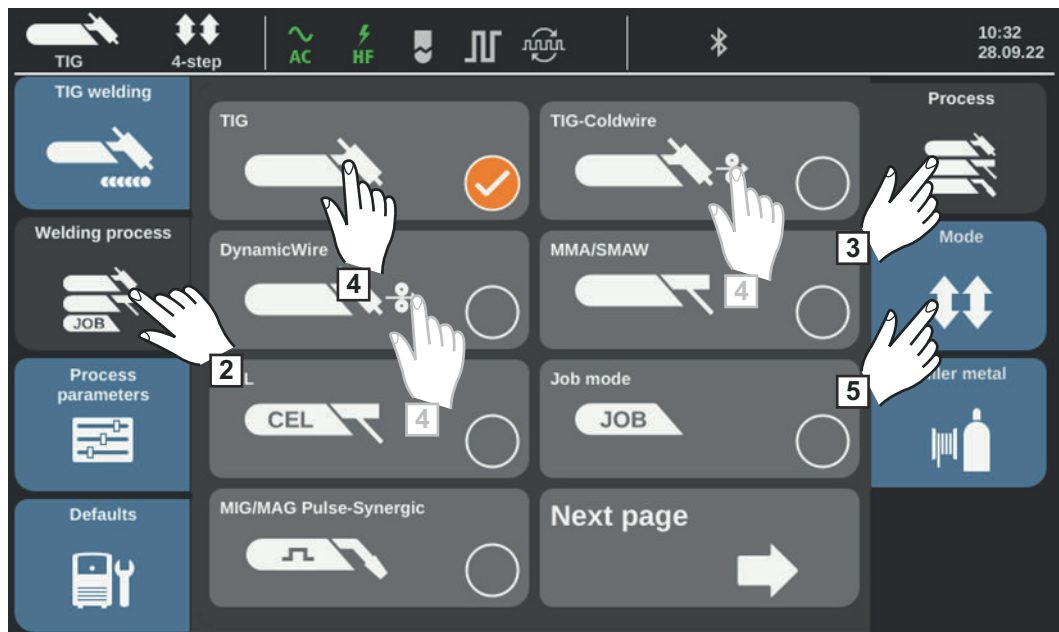 TIG
4-step
AC
HF
10:32
28.09.22
TIG welding
Welding process
JOB
2
Process
parameters
Defaults
TIG
4
TIG-Coldwire
4
DynamicWire
4
MMA/SMAW
L
CEL
Job mode
JOB
MIG/MAG Pulse-Synergic
Next page
Process
3
Mode
5
ller metal